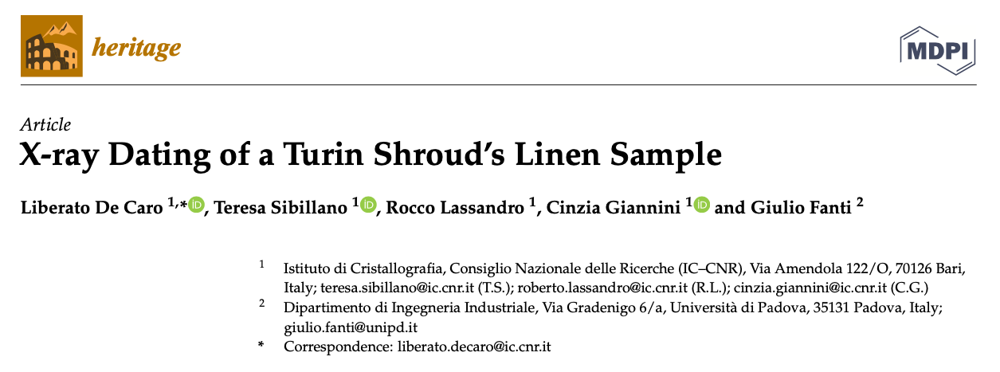 heritage
MDPI
Article
X-ray Dating of a Turin Shroud’s Linen Sample
Liberato De Caro 1,* iD, Teresa Sibillano 1 iD, Rocco Lassandro 1, Cinzia Giannini 1 iD and Giulio Fanti 2
1 Istituto di Cristallografia, Consiglio Nazionale delle Ricerche (IC–CNR), Via Amendola 122/O, 70126 Bari,
Italy; teresa.sibillano@ic.cnr.it (T.S.); roberto.lassandro@ic.cnr.it (R.L.); cinzia.giannini@ic.cnr.it (C.G.)
2 Dipartimento di Ingegneria Industriale, Via Gradenigo 6/a, Università di Padova, 35131 Padova, Italy;
giulio.fanti@unipd.it
* Correspondence: liberato.decaro@ic.cnr.it